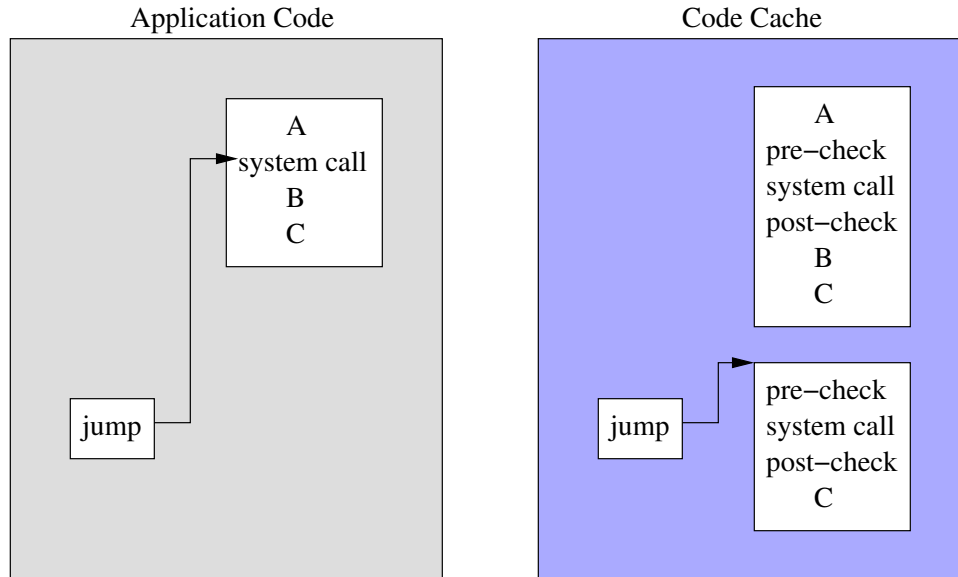 Application Code
A
system call
B
C
jump
Code Cache
A
pre−check
system call
post−check
B
C
jump
pre−check
system call
post−check
C